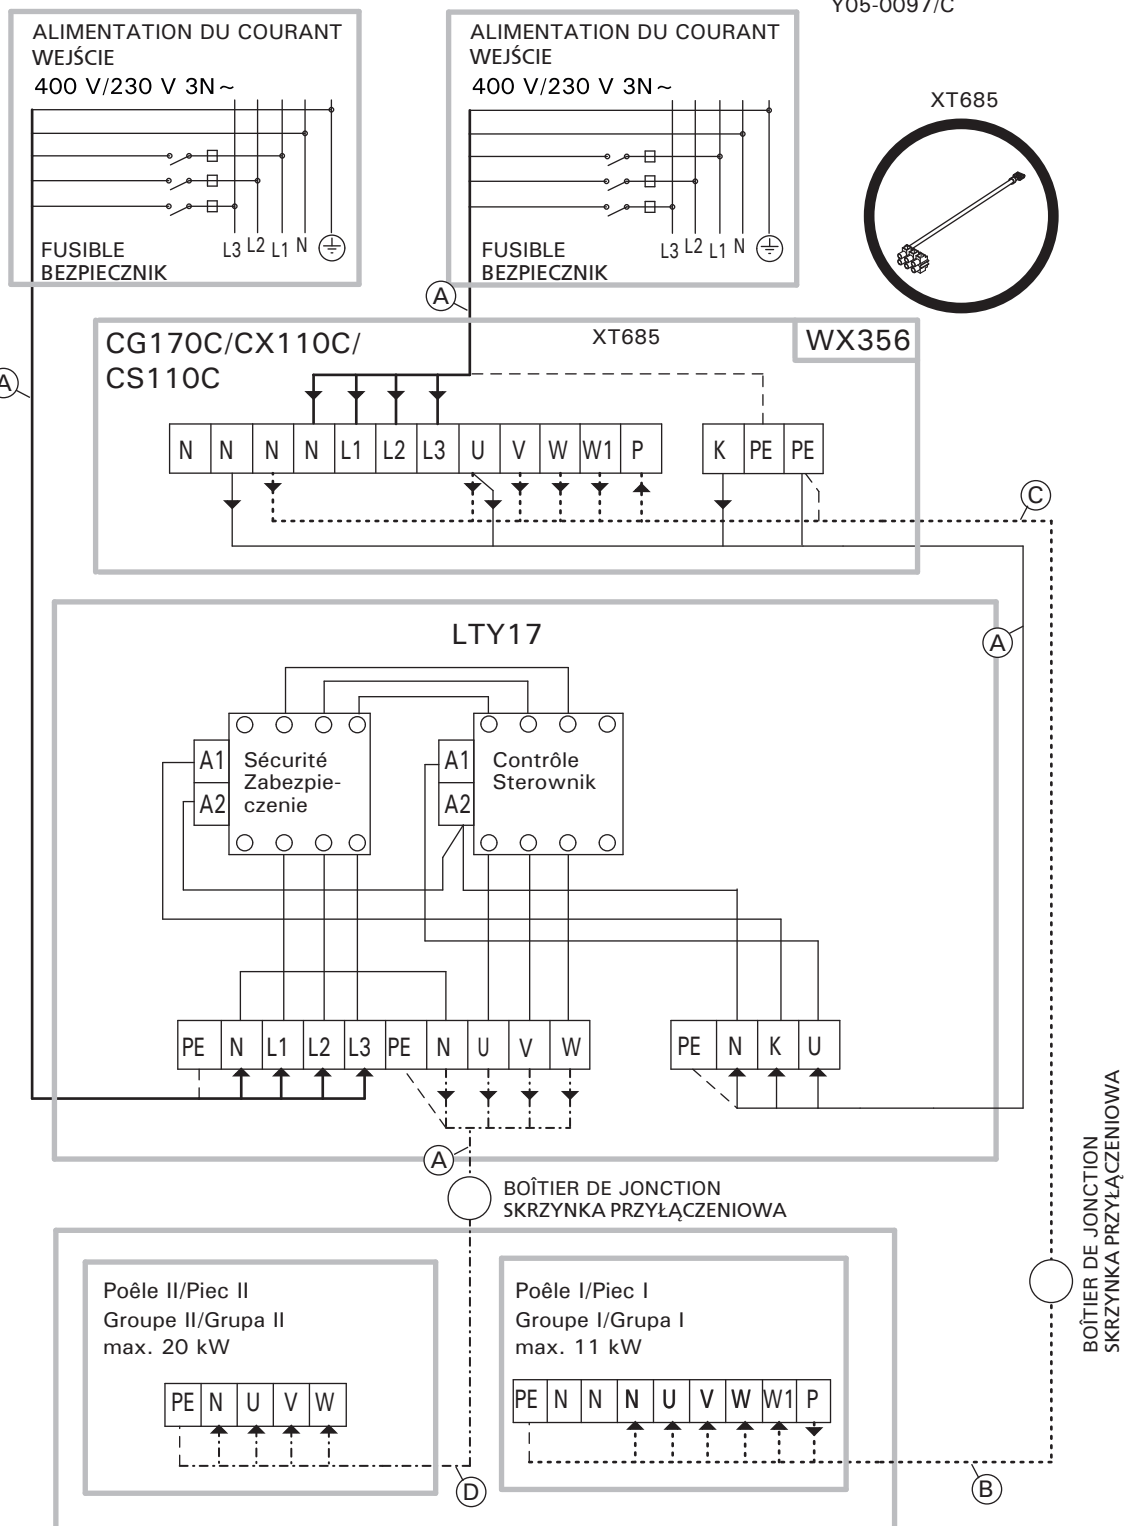 Y05-0097/C
ALIMENTATION DU COURANT
WEJŚCIE
400 V/230 V 3N~
FUSIBLE
BEZPIECZNIK
L3 L2 L1 N
ALIMENTATION DU COURANT
WEJŚCIE
400 V/230 V 3N~
FUSIBLE
BEZPIECZNIK
L3 L2 L1 N
XT685
A
A
CG170C/CX110C/
CS110C
XT685
WX356
N N N N L1 L2 L3 U V W W1 P
K PE PE
C
LTY17
A
A1
A2
Sécurité
Zabezpie-
czenie
A1
A2
Contrôle
Sterownik
PE N L1 L2 L3 PE N U V W
PE N K U
A
BOÎTIER DE JONCTION
SKRZYNKA PRZYŁĄCZENIOWA
BOÎTIER DE JONCTION
SKRZYNKA PRZYŁĄCZENIOWA
Poêle II/Piec II
Groupe II/Grupa II
max. 20 kW
PE N U V W
D
Poêle I/Piec I
Groupe I/Grupa I
max. 11 kW
PE N N N U V W W1 P
B